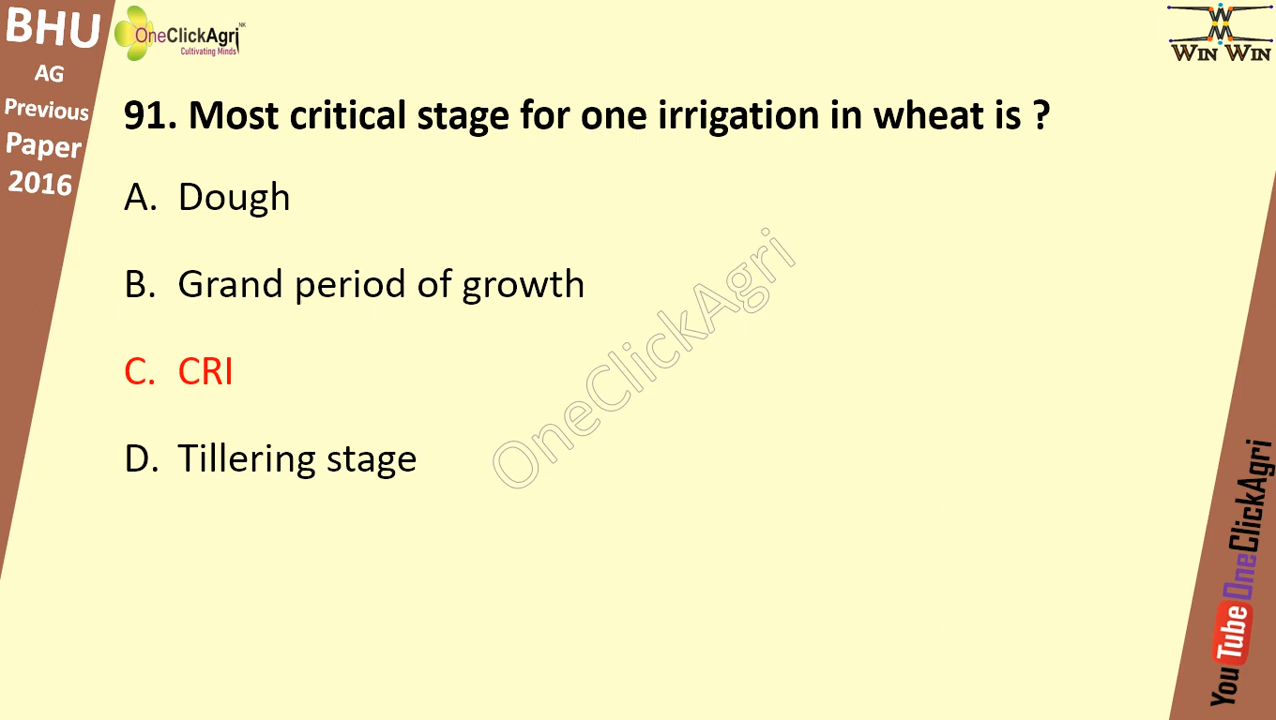 BHU
AG
Previous
Paper
2016
OneClickAgri NK
Cultivating Minds
WIN WIN
91. Most critical stage for one irrigation in wheat is ?
A. Dough
B. Grand period of growth
C. CRI
D. Tillering stage
OneClickAgri
YouTube OneClickAgri